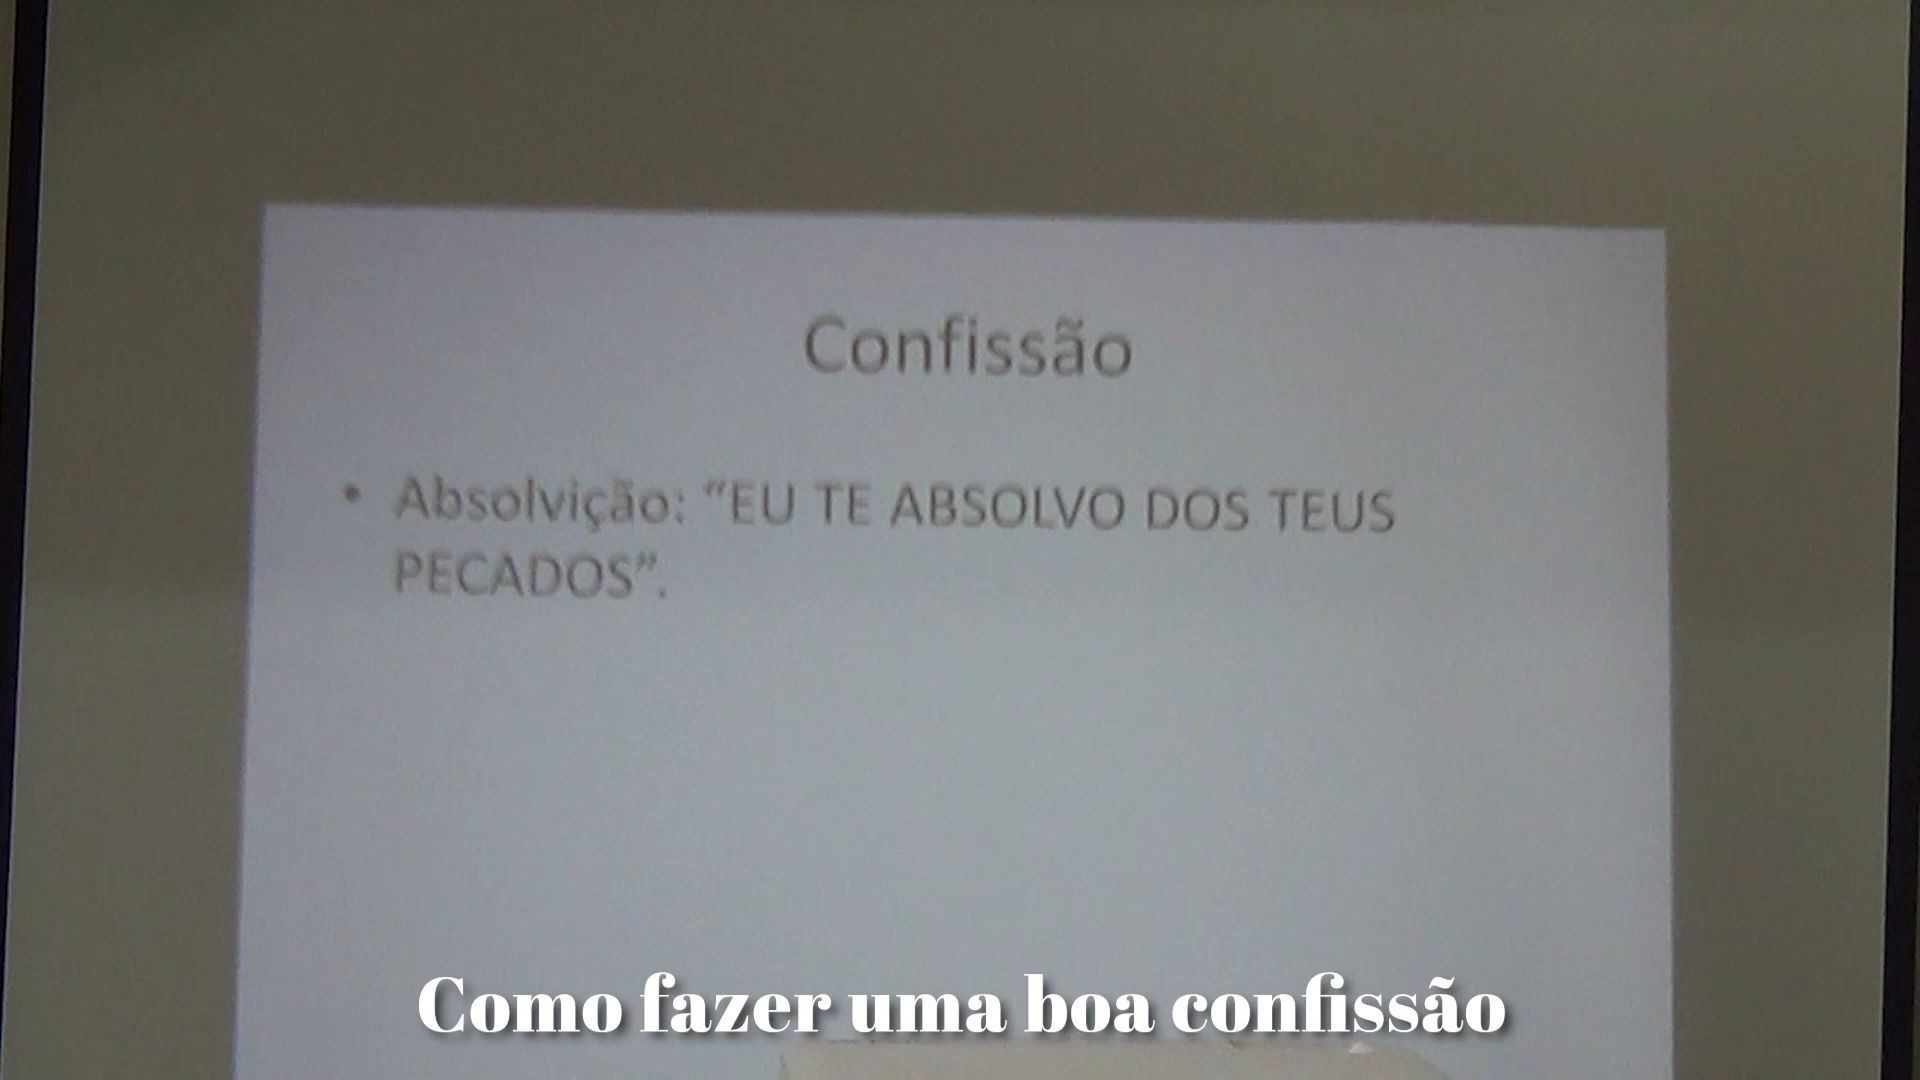 Confissão
• Absolvição: “EU TE ABSOLVO DOS TEUS
PECADOS”.
Como fazer uma boa confissão